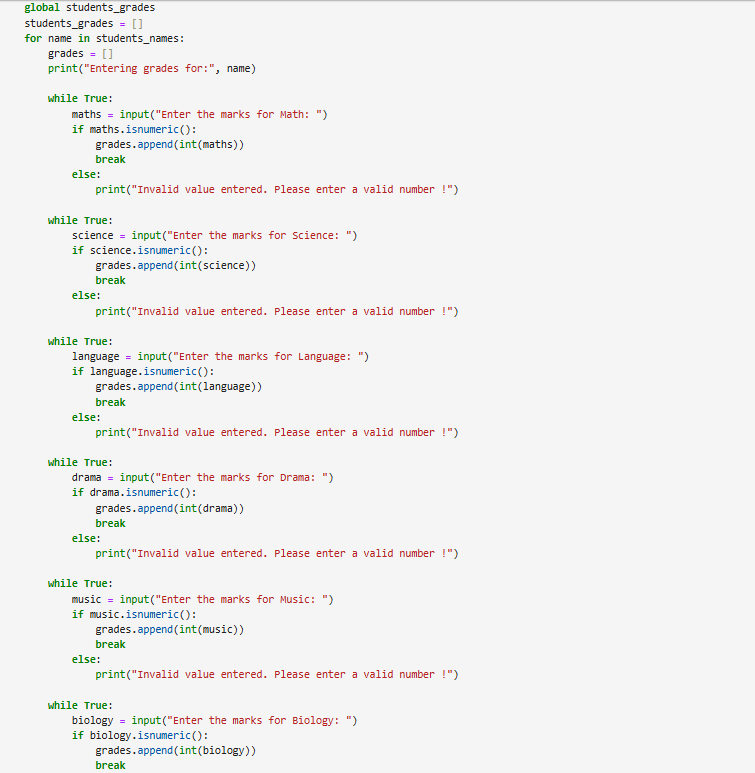 global students_grades
students_grades = []
for name in students_names:
    grades = []
    print("Entering grades for:", name)

    while True:
        maths = input("Enter the marks for Math: ")
        if maths.isnumeric():
            grades.append(int(maths))
            break
        else:
            print("Invalid value entered. Please enter a valid number !")

    while True:
        science = input("Enter the marks for Science: ")
        if science.isnumeric():
            grades.append(int(science))
            break
        else:
            print("Invalid value entered. Please enter a valid number !")

    while True:
        language = input("Enter the marks for Language: ")
        if language.isnumeric():
            grades.append(int(language))
            break
        else:
            print("Invalid value entered. Please enter a valid number !")

    while True:
        drama = input("Enter the marks for Drama: ")
        if drama.isnumeric():
            grades.append(int(drama))
            break
        else:
            print("Invalid value entered. Please enter a valid number !")

    while True:
        music = input("Enter the marks for Music: ")
        if music.isnumeric():
            grades.append(int(music))
            break
        else:
            print("Invalid value entered. Please enter a valid number !")

    while True:
        biology = input("Enter the marks for Biology: ")
        if biology.isnumeric():
            grades.append(int(biology))
            break